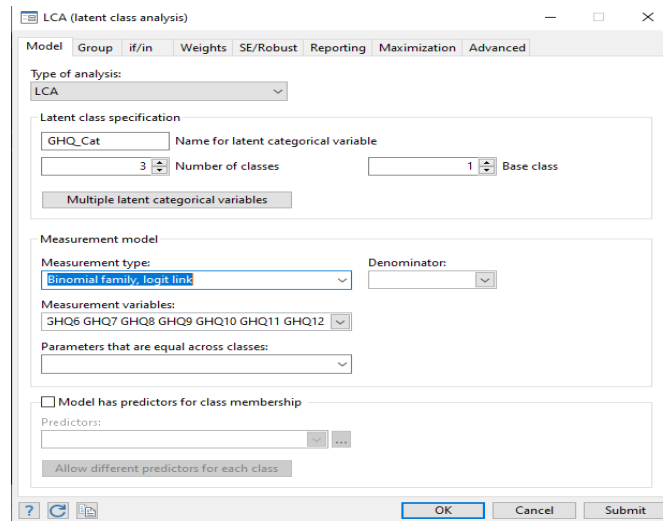 LCA (latent class analysis)
Model Group if/in Weights SE/Robust Reporting Maximization Advanced
Type of analysis:
LCA
Latent class specification
GHQ_Cat Name for latent categorical variable
3 Number of classes 1 Base class
Multiple latent categorical variables
Measurement model
Measurement type: Denominator:
Binomial family, logit link
Measurement variables:
GHQ6 GHQ7 GHQ8 GHQ9 GHQ10 GHQ11 GHQ12
Parameters that are equal across classes:
Model has predictors for class membership
Predictors:
...
Allow different predictors for each class
? OK Cancel Submit